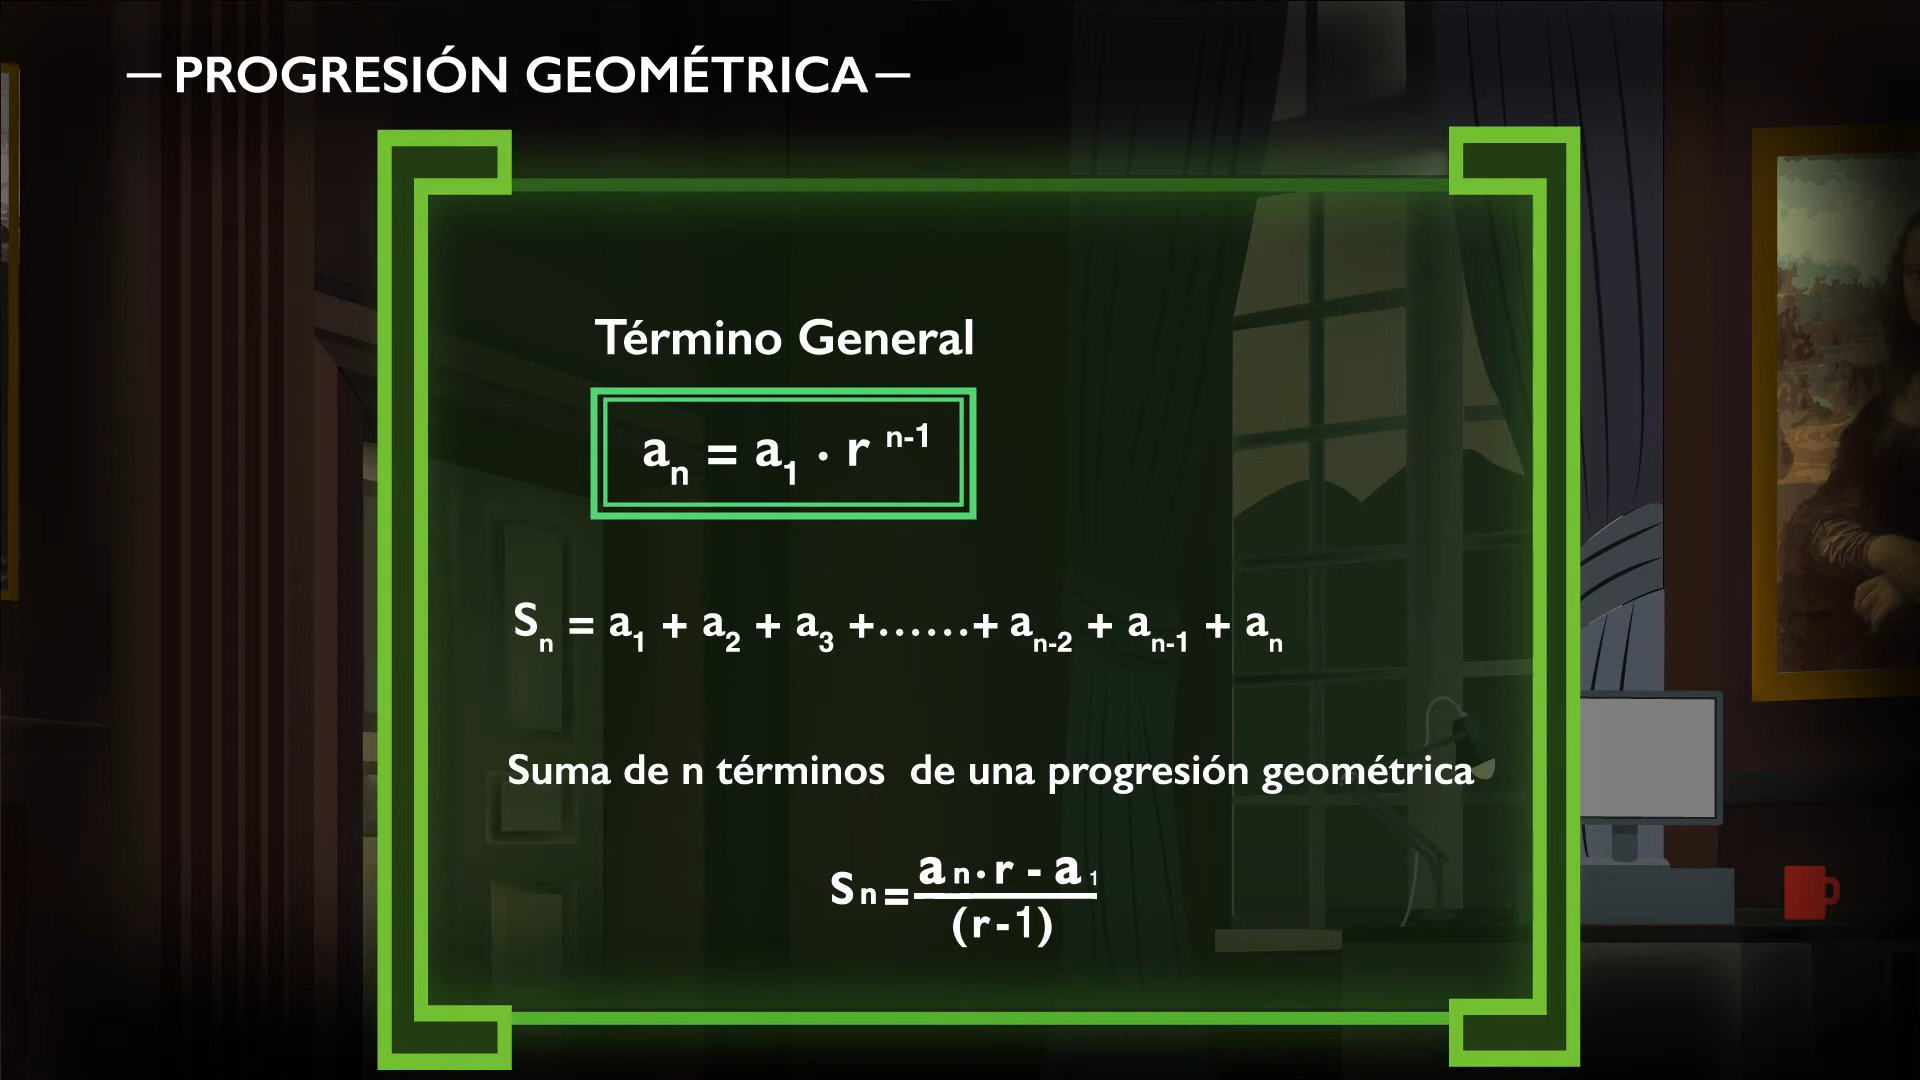 — PROGRESIÓN GEOMÉTRICA —
Término General
aₙ = a₁ · r ⁿ⁻¹
Sₙ = a₁ + a₂ + a₃ +......+ aₙ₋₂ + aₙ₋₁ + aₙ
Suma de n términos de una progresión geométrica
Sₙ = (aₙ · r - a₁) / (r-1)